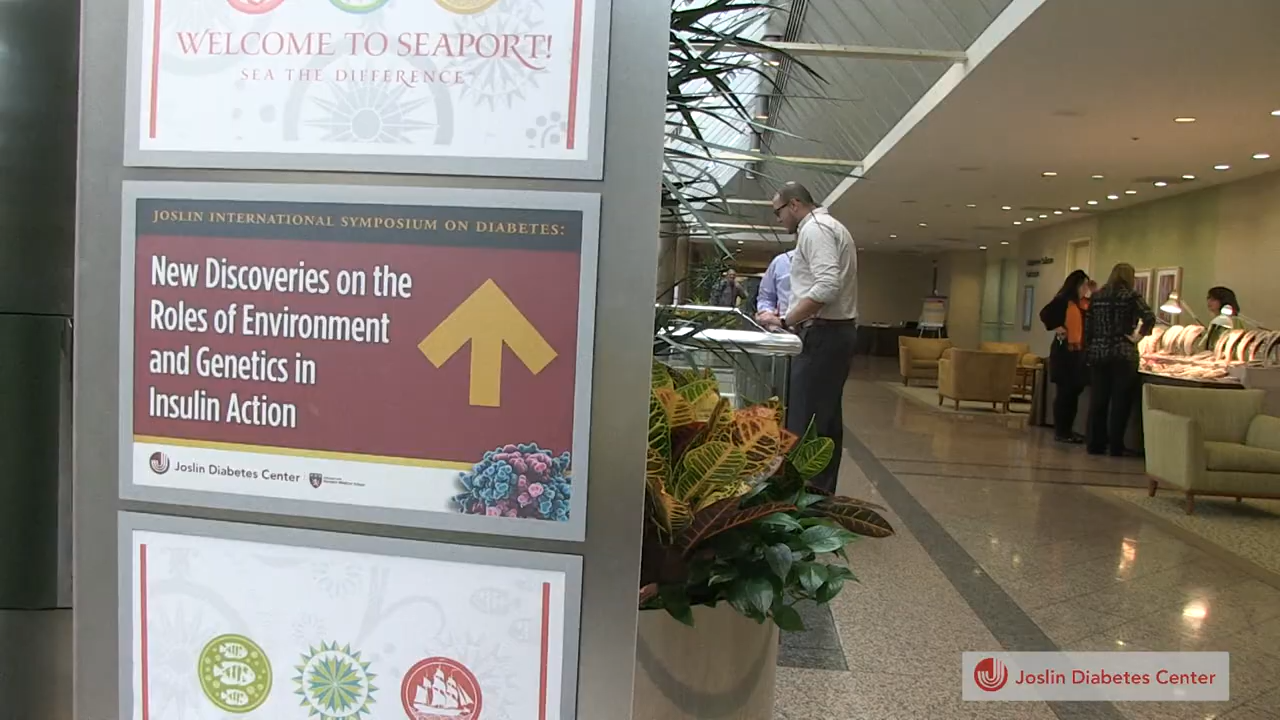 WELCOME TO SEAPORT!
SEA THE DIFFERENCE
JOSLIN INTERNATIONAL SYMPOSIUM ON DIABETES:
New Discoveries on the
Roles of Environment
and Genetics in
Insulin Action
Joslin Diabetes Center
Joslin Diabetes Center